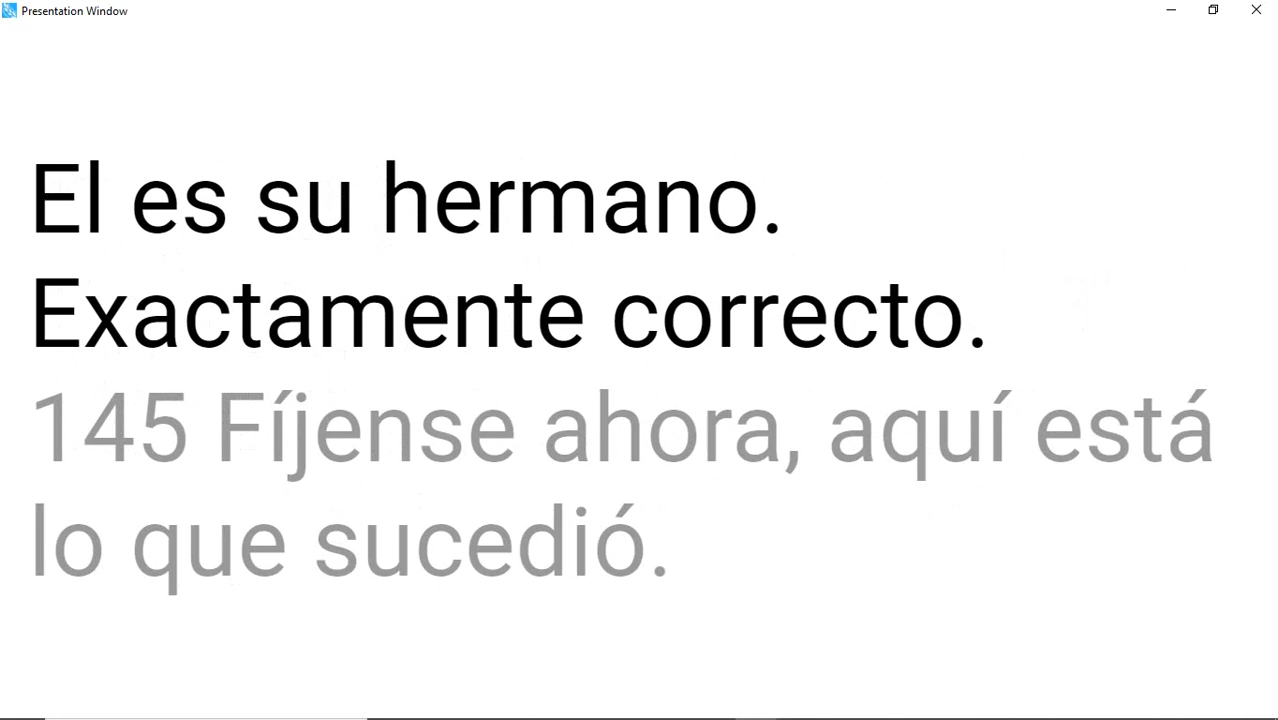 Presentation Window
El es su hermano.
Exactamente correcto.
145 Fíjense ahora, aquí está
lo que sucedió.